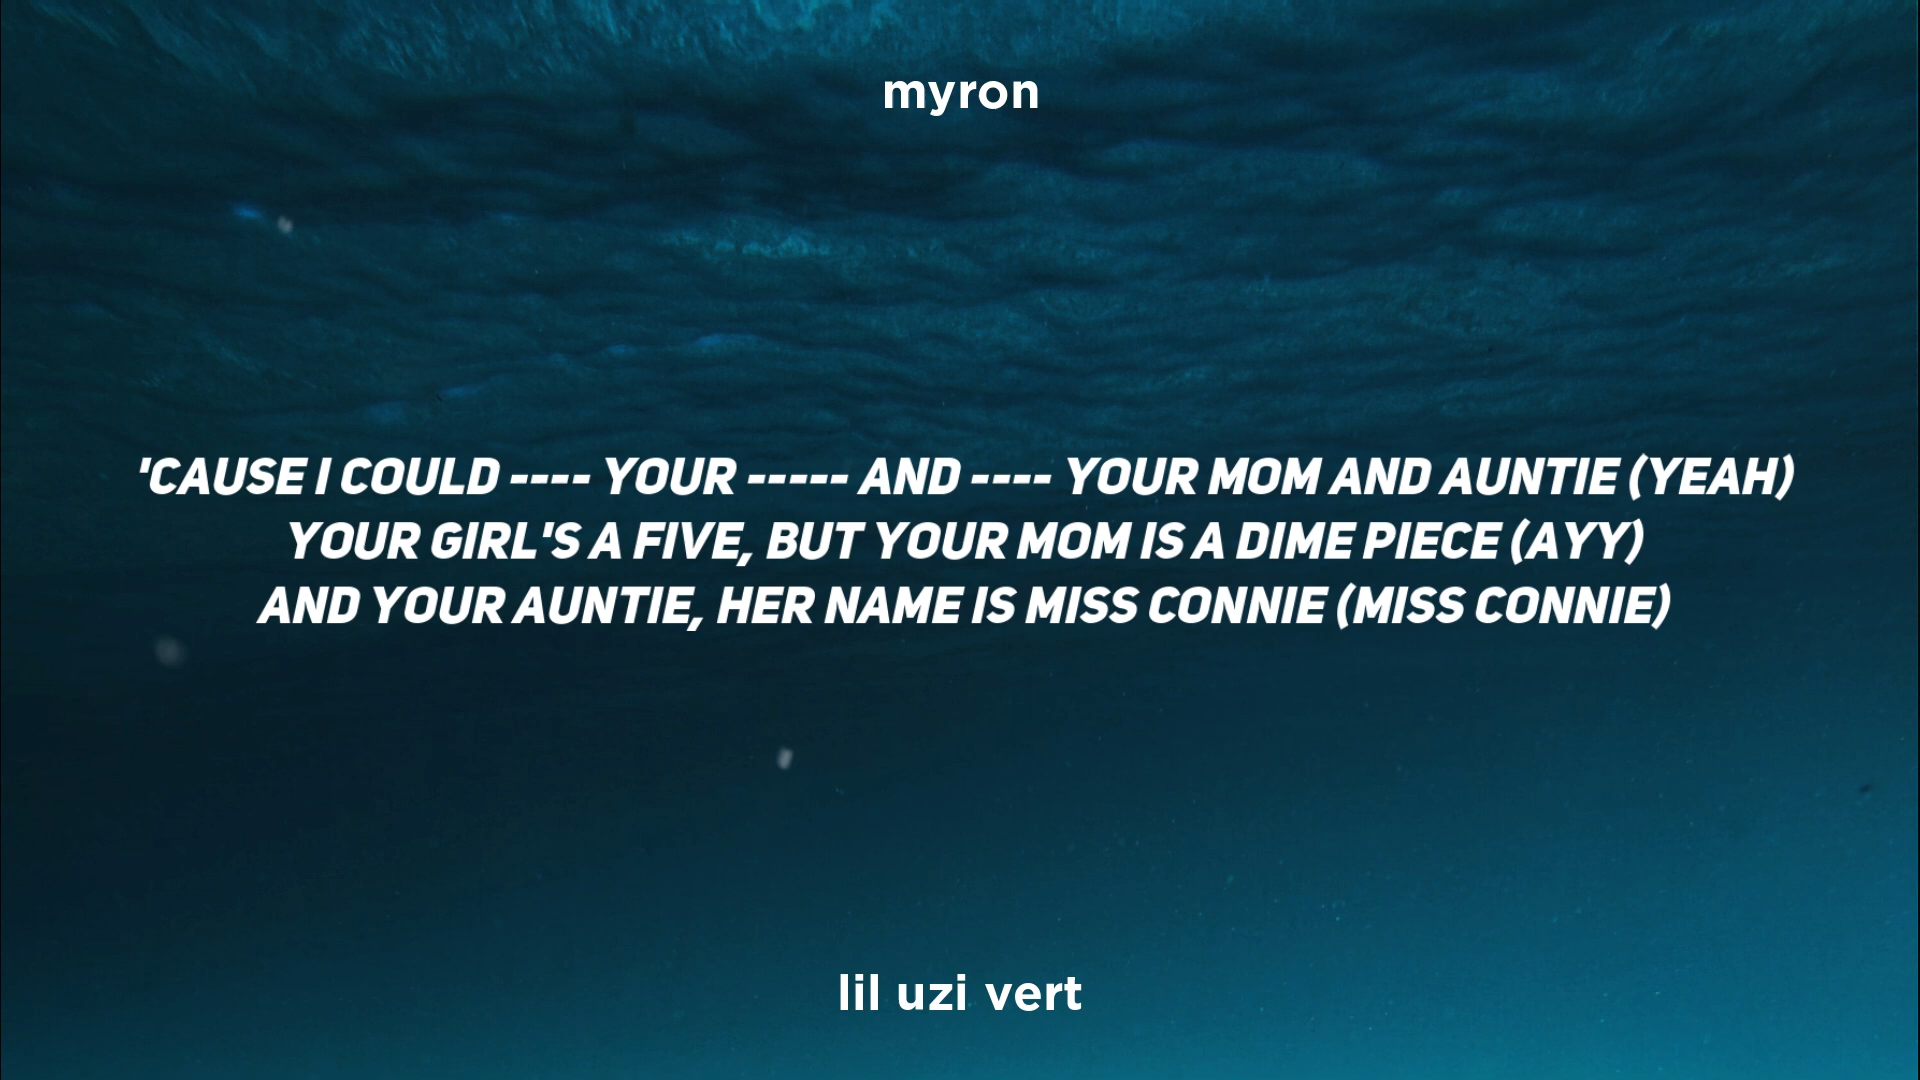 myron
'CAUSE I COULD ---- YOUR ----- AND ---- YOUR MOM AND AUNTIE (YEAH)
YOUR GIRL'S A FIVE, BUT YOUR MOM IS A DIME PIECE (AYY)
AND YOUR AUNTIE, HER NAME IS MISS CONNIE (MISS CONNIE)
lil uzi vert